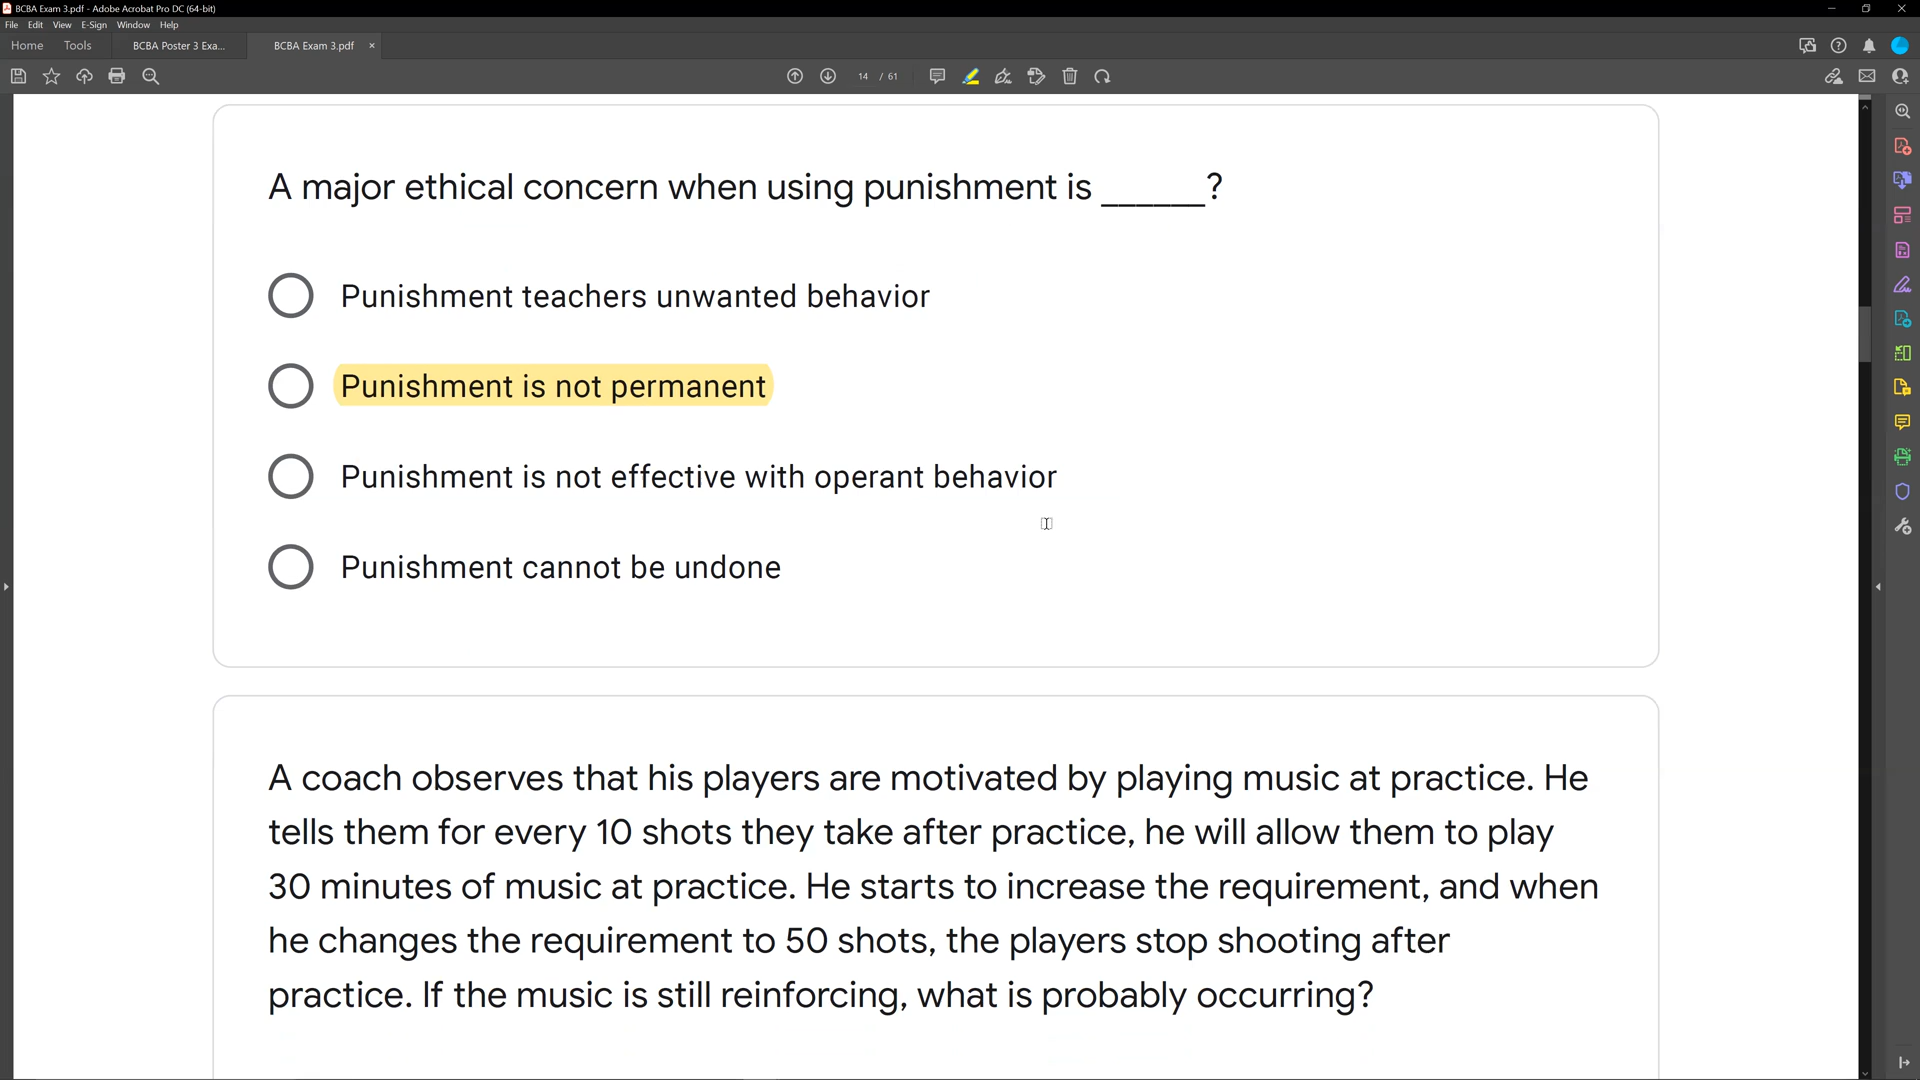 BCBA Exam 3.pdf - Adobe Acrobat Pro DC (64-bit)
File Edit View E-Sign Window Help
Home Tools BCBA Poster 3 Exa... BCBA Exam 3.pdf ×
14 / 61
A major ethical concern when using punishment is ______?
Punishment teachers unwanted behavior
Punishment is not permanent
Punishment is not effective with operant behavior
Punishment cannot be undone
A coach observes that his players are motivated by playing music at practice. He
tells them for every 10 shots they take after practice, he will allow them to play
30 minutes of music at practice. He starts to increase the requirement, and when
he changes the requirement to 50 shots, the players stop shooting after
practice. If the music is still reinforcing, what is probably occurring?